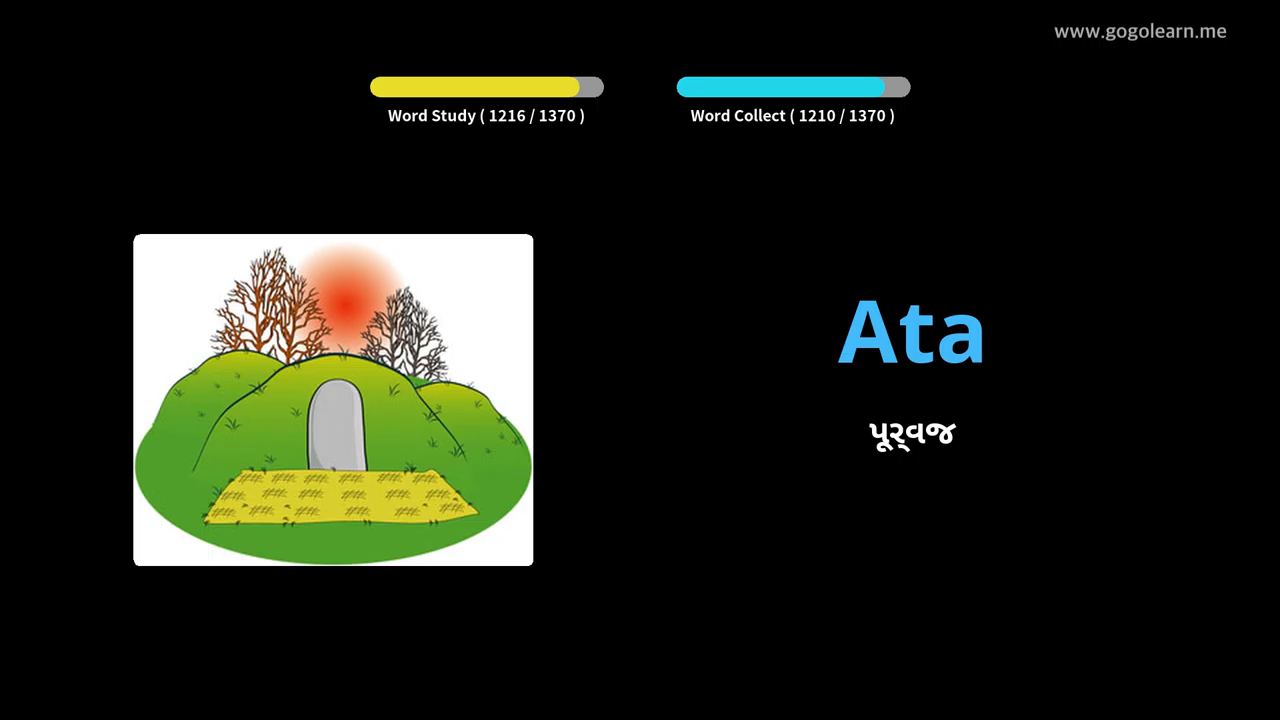 www.gogolearn.me
Word Study ( 1216 / 1370 )
Word Collect ( 1210 / 1370 )
Ata
પૂર્વજ